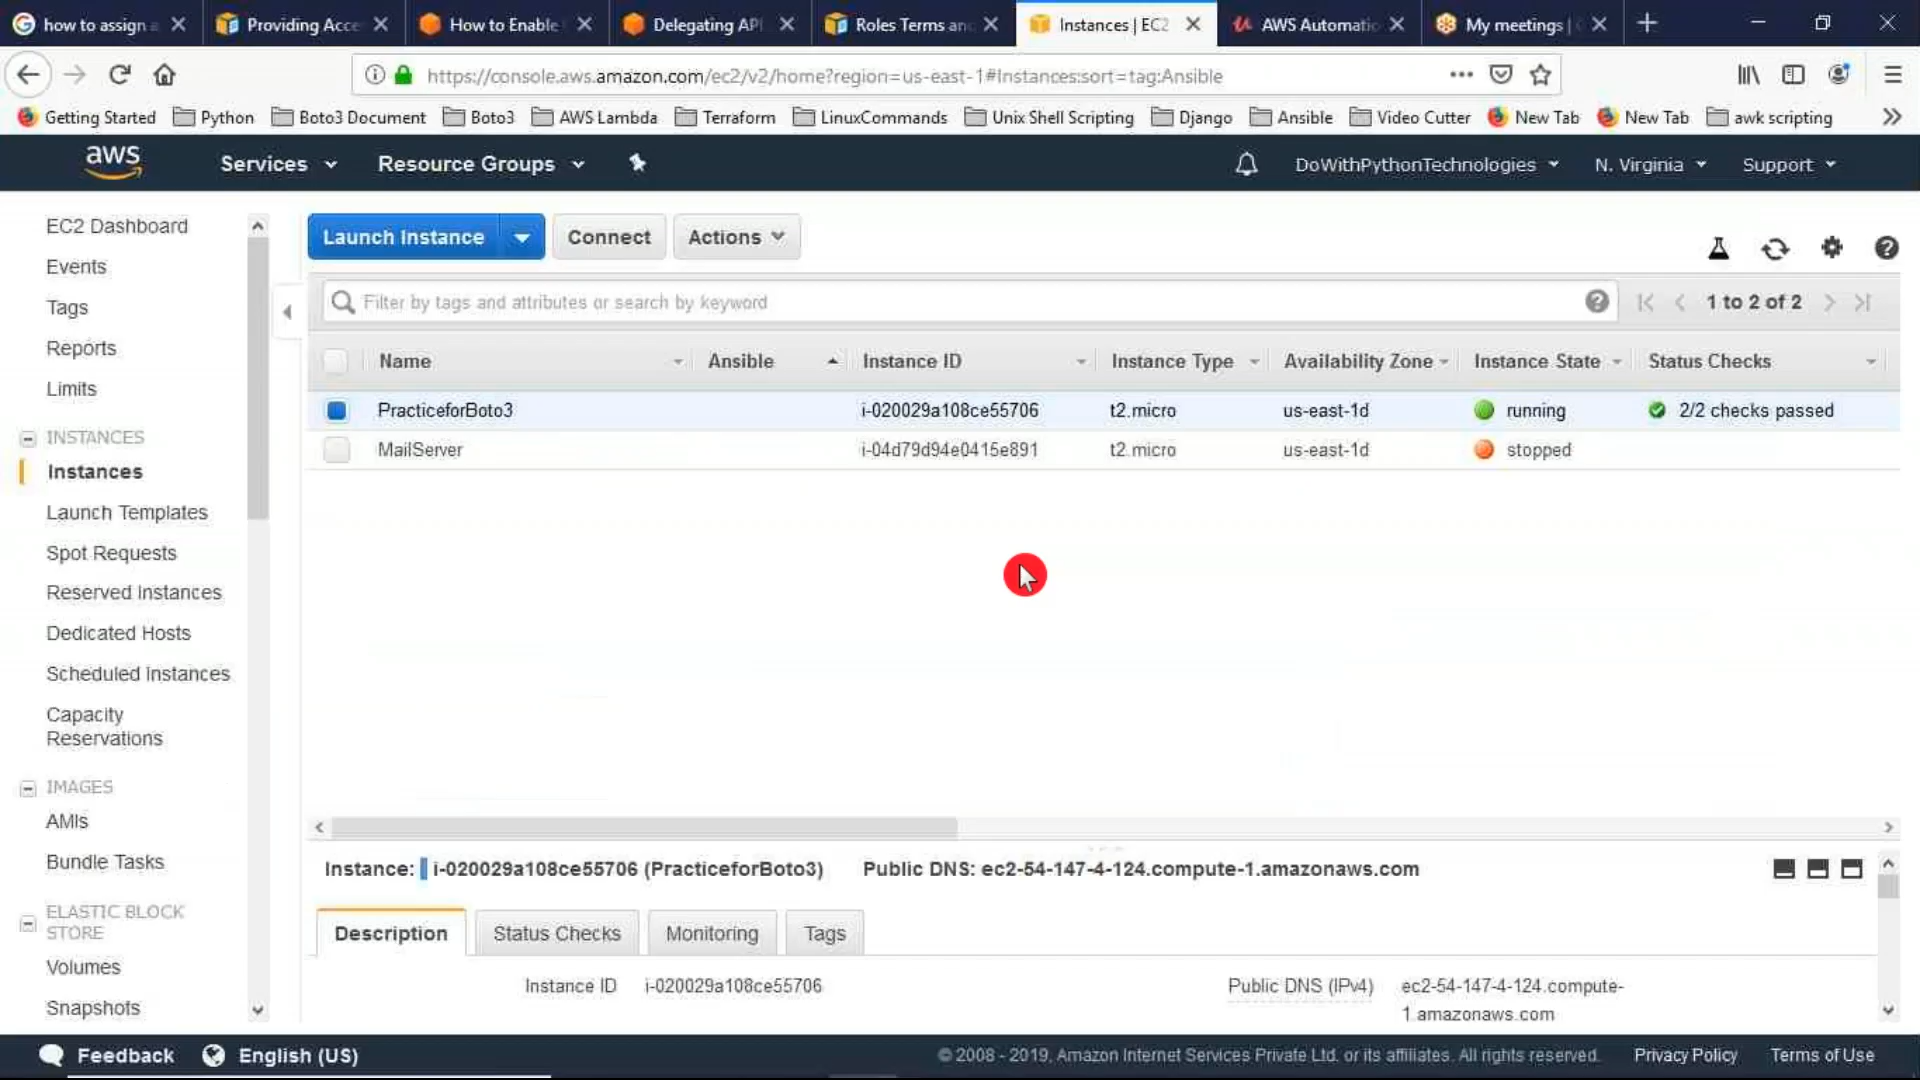 how to assign a
Providing Acce
How to Enable
Delegating API
Roles Terms an
Instances | EC2
AWS Automatio
My meetings |
https://console.aws.amazon.com/ec2/v2/home?region=us-east-1#Instances:sort=tag:Ansible
Getting Started
Python
Boto3 Document
Boto3
AWS Lambda
Terraform
LinuxCommands
Unix Shell Scripting
Django
Ansible
Video Cutter
New Tab
New Tab
awk scripting
aws
Services
Resource Groups
DoWithPythonTechnologies
N. Virginia
Support
EC2 Dashboard
Events
Tags
Reports
Limits
INSTANCES
Instances
Launch Templates
Spot Requests
Reserved Instances
Dedicated Hosts
Scheduled Instances
Capacity
Reservations
IMAGES
AMIs
Bundle Tasks
ELASTIC BLOCK
STORE
Volumes
Snapshots
Launch Instance
Connect
Actions
Filter by tags and attributes or search by keyword
1 to 2 of 2
Name Ansible Instance ID Instance Type Availability Zone Instance State Status Checks
PracticeforBoto3 i-020029a108ce55706 t2.micro us-east-1d running 2/2 checks passed
MailServer i-04d79d94e0415e891 t2.micro us-east-1d stopped
Instance: i-020029a108ce55706 (PracticeforBoto3) Public DNS: ec2-54-147-4-124.compute-1.amazonaws.com
Description
Status Checks
Monitoring
Tags
Instance ID i-020029a108ce55706
Public DNS (IPv4) ec2-54-147-4-124.compute-
1.amazonaws.com
Feedback
English (US)
© 2008 - 2019, Amazon Internet Services Private Ltd. or its affiliates. All rights reserved.
Privacy Policy
Terms of Use